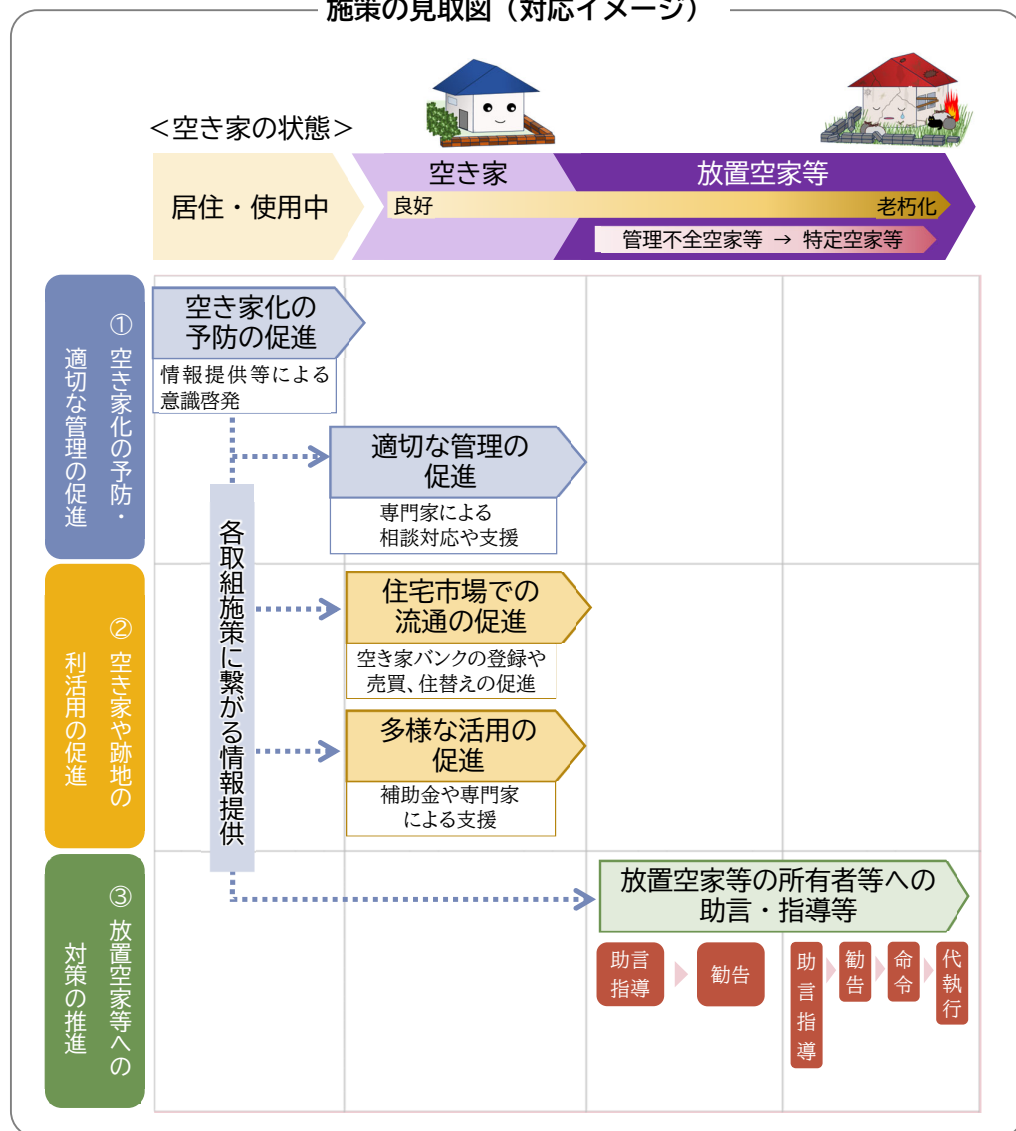 施策の見取図（対応イメージ）
＜空き家の状態＞
居住・使用中
空き家
放置空家等
良好
老朽化
管理不全空家等 → 特定空家等
① 空き家化の予防・
適切な管理の促進
空き家化の
予防の促進
情報提供等による
意識啓発
適切な管理の
促進
専門家による
相談対応や支援
各取組施策に繋がる情報提供
② 空き家や跡地の
利活用の促進
住宅市場での
流通の促進
空き家バンクの登録や
売買、住替えの促進
多様な活用の
促進
補助金や専門家
による支援
③ 放置空家等への
対策の推進
放置空家等の所有者等への
助言・指導等
助言
指導
勧告
助言指導
勧告
命令
代執行